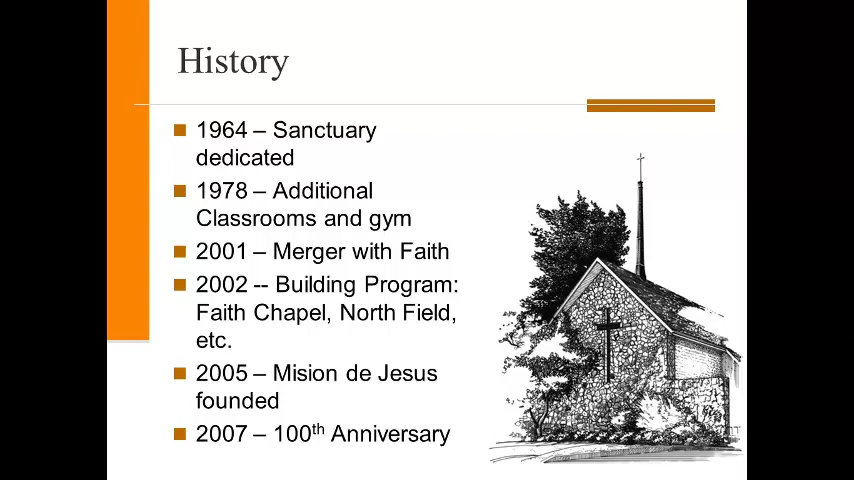 History
1964 – Sanctuary
dedicated
1978 – Additional
Classrooms and gym
2001 – Merger with Faith
2002 -- Building Program:
Faith Chapel, North Field,
etc.
2005 – Mision de Jesus
founded
2007 – 100th Anniversary